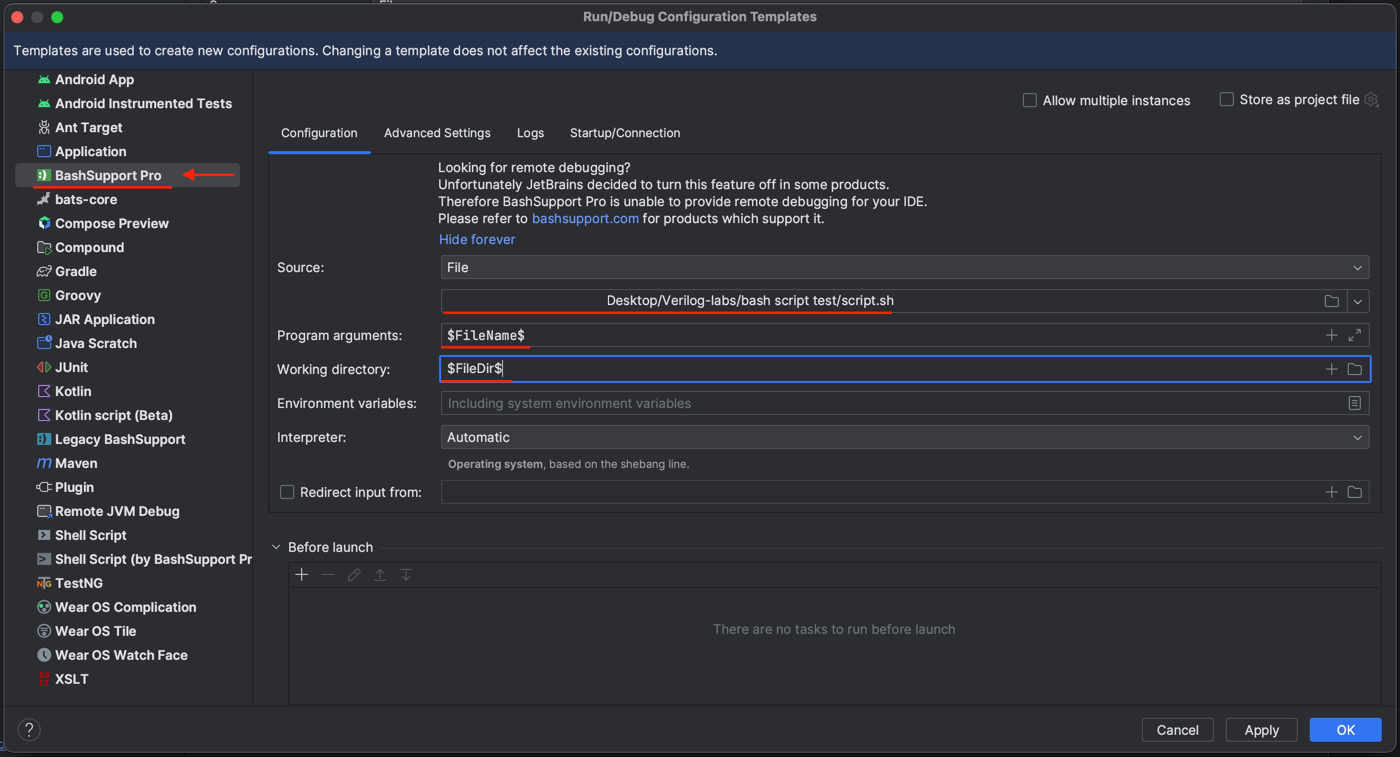 Run/Debug Configuration Templates
Templates are used to create new configurations. Changing a template does not affect the existing configurations.
Android App
Android Instrumented Tests
Ant Target
Application
BashSupport Pro
bats-core
Compose Preview
Compound
Gradle
Groovy
JAR Application
Java Scratch
JUnit
Kotlin
Kotlin script (Beta)
Legacy BashSupport
Maven
Plugin
Remote JVM Debug
Shell Script
Shell Script (by BashSupport Pr
TestNG
Wear OS Complication
Wear OS Tile
Wear OS Watch Face
XSLT
Allow multiple instances Store as project file
Configuration Advanced Settings Logs Startup/Connection
Looking for remote debugging?
Unfortunately JetBrains decided to turn this feature off in some products.
Therefore BashSupport Pro is unable to provide remote debugging for your IDE.
Please refer to bashsupport.com for products which support it.
Hide forever
Source: File
Desktop/Verilog-labs/bash script test/script.sh
Program arguments: $FileName$
Working directory: $FileDir$
Environment variables: Including system environment variables
Interpreter: Automatic
Operating system, based on the shebang line.
Redirect input from:
Before launch
There are no tasks to run before launch
? Cancel Apply OK